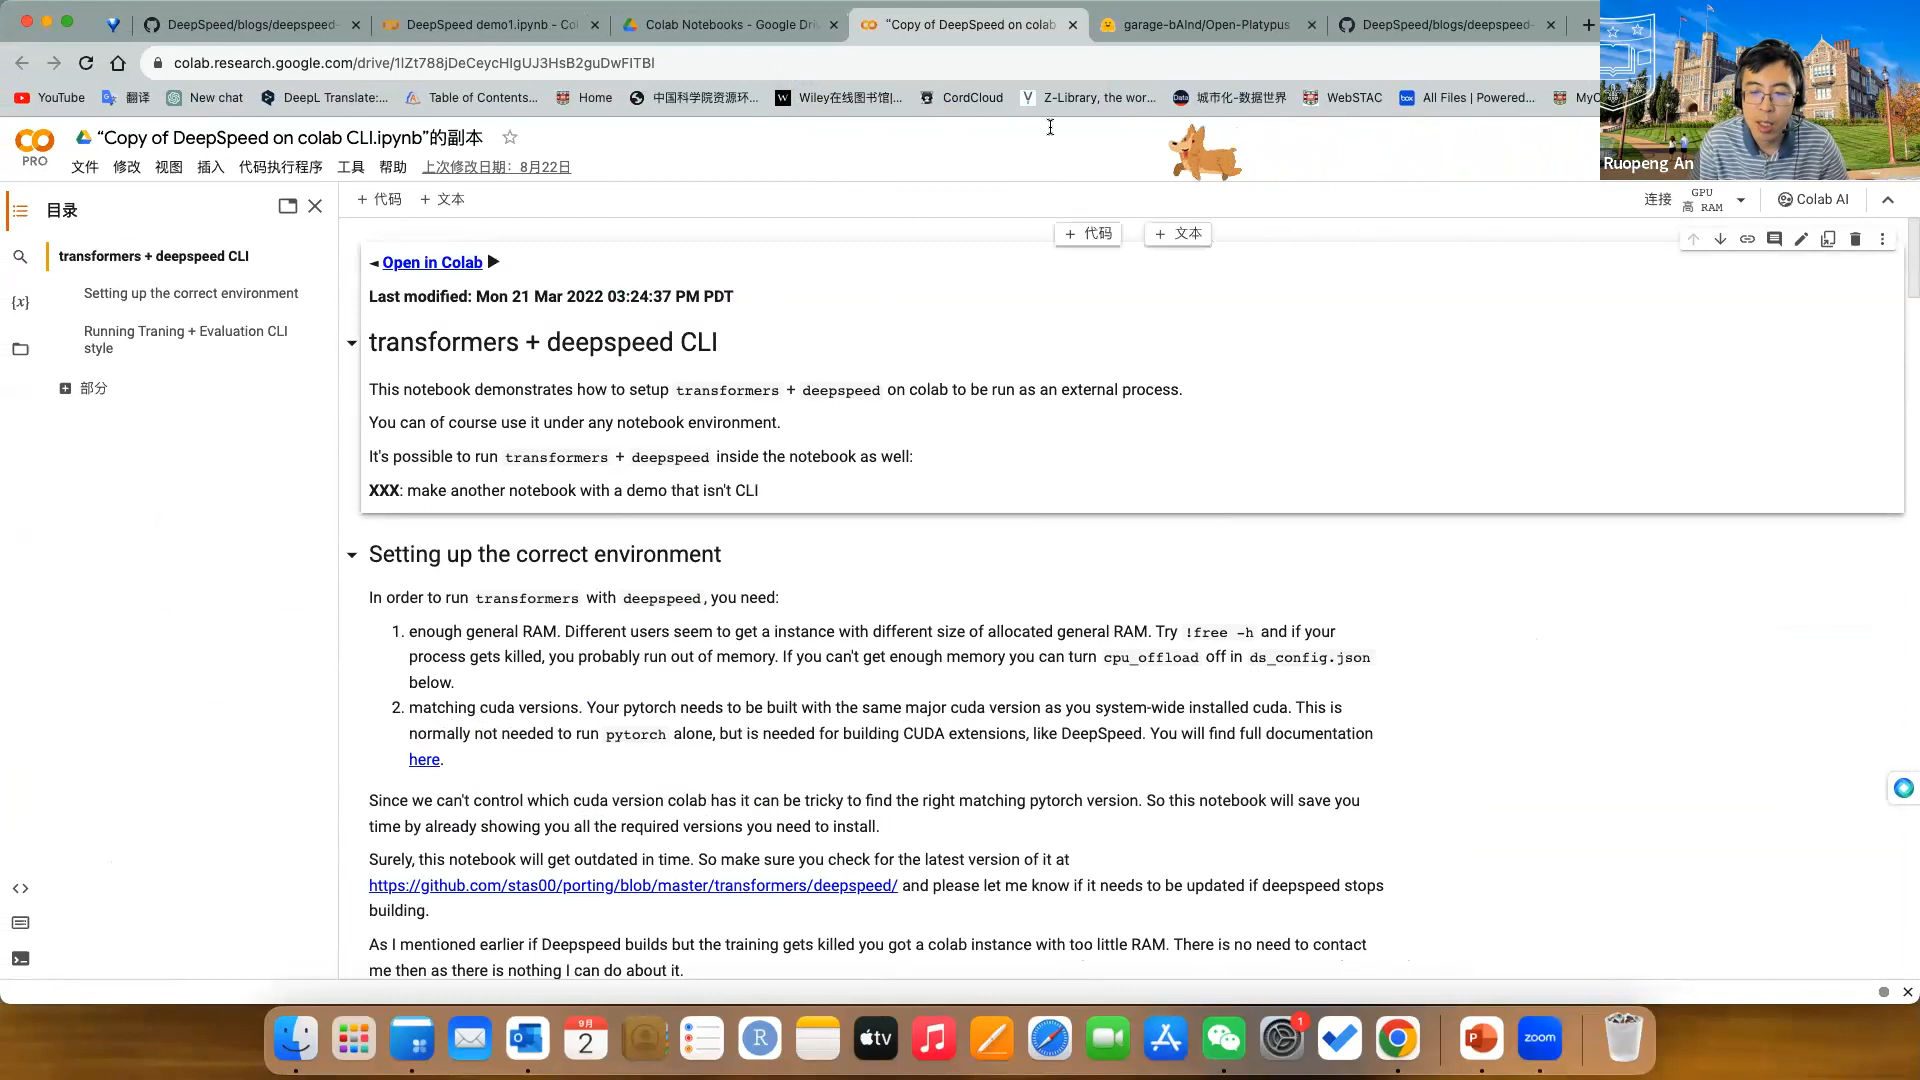 DeepSpeed/blogs/deepspeed-
DeepSpeed demo1.ipynb - Co
Colab Notebooks - Google Dri
“Copy of DeepSpeed on colab
garage-bAInd/Open-Platypus
DeepSpeed/blogs/deepspeed-
colab.research.google.com/drive/1lZt788jDeCeycHIgUJ3HsB2guDwFITBI
YouTube
翻译
New chat
DeepL Translate:...
Table of Contents...
Home
中国科学院资源环...
Wiley在线图书馆|...
CordCloud
Z-Library, the wor...
城市化-数据世界
WebSTAC
All Files | Powered...
MyC
Ruopeng An
CO
PRO
“Copy of DeepSpeed on colab CLI.ipynb”的副本
文件 修改 视图 插入 代码执行程序 工具 帮助 上次修改日期：8月22日
目录
+ 代码 + 文本
连接
GPU
高 RAM
Colab AI
+ 代码
+ 文本
transformers + deepspeed CLI
Setting up the correct environment
Running Traning + Evaluation CLI
style
部分
{x}
Open in Colab
Last modified: Mon 21 Mar 2022 03:24:37 PM PDT
transformers + deepspeed CLI
This notebook demonstrates how to setup transformers + deepspeed on colab to be run as an external process.
You can of course use it under any notebook environment.
It's possible to run transformers + deepspeed inside the notebook as well:
XXX: make another notebook with a demo that isn't CLI
Setting up the correct environment
In order to run transformers with deepspeed, you need:
1. enough general RAM. Different users seem to get a instance with different size of allocated general RAM. Try !free -h and if your
process gets killed, you probably run out of memory. If you can't get enough memory you can turn cpu_offload off in ds_config.json
below.
2. matching cuda versions. Your pytorch needs to be built with the same major cuda version as you system-wide installed cuda. This is
normally not needed to run pytorch alone, but is needed for building CUDA extensions, like DeepSpeed. You will find full documentation
here.
Since we can't control which cuda version colab has it can be tricky to find the right matching pytorch version. So this notebook will save you
time by already showing you all the required versions you need to install.
Surely, this notebook will get outdated in time. So make sure you check for the latest version of it at
https://github.com/stas00/porting/blob/master/transformers/deepspeed/ and please let me know if it needs to be updated if deepspeed stops
building.
As I mentioned earlier if Deepspeed builds but the training gets killed you got a colab instance with too little RAM. There is no need to contact
me then as there is nothing I can do about it.
9月
2
R
tv
1
P
zoom